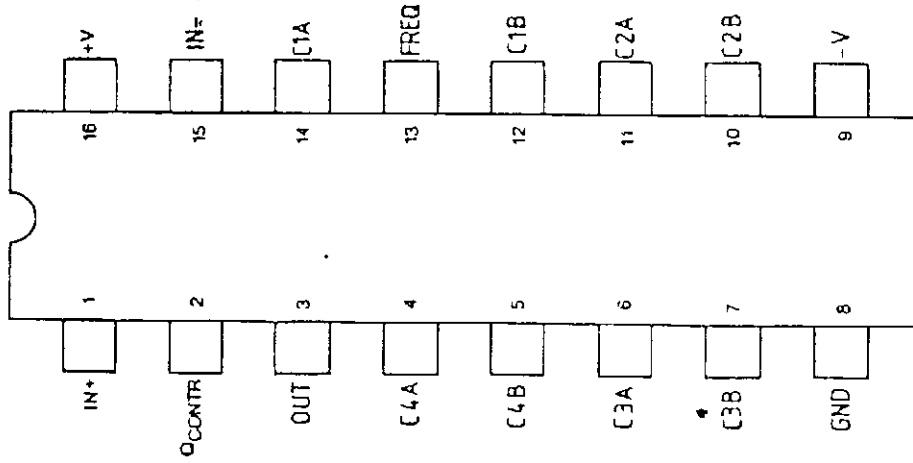 +V
IN-
C1A
FREQ
C1B
C2A
C2B
-V
16
15
14
13
12
11
10
9
1
2
3
4
5
6
7
8
IN+
QCONTR
OUT
C4A
C4B
C3A
C3B
GND